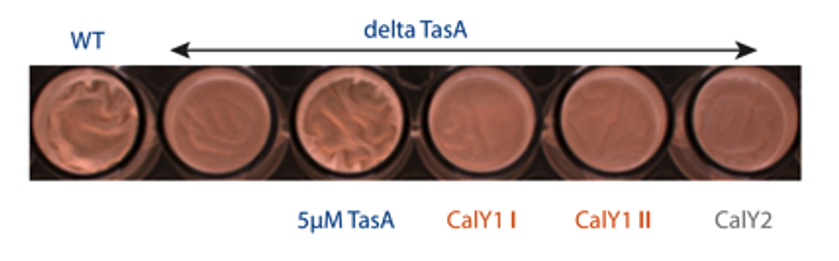 WT
delta TasA
5µM TasA
CalY1 I
CalY1 II
CalY2